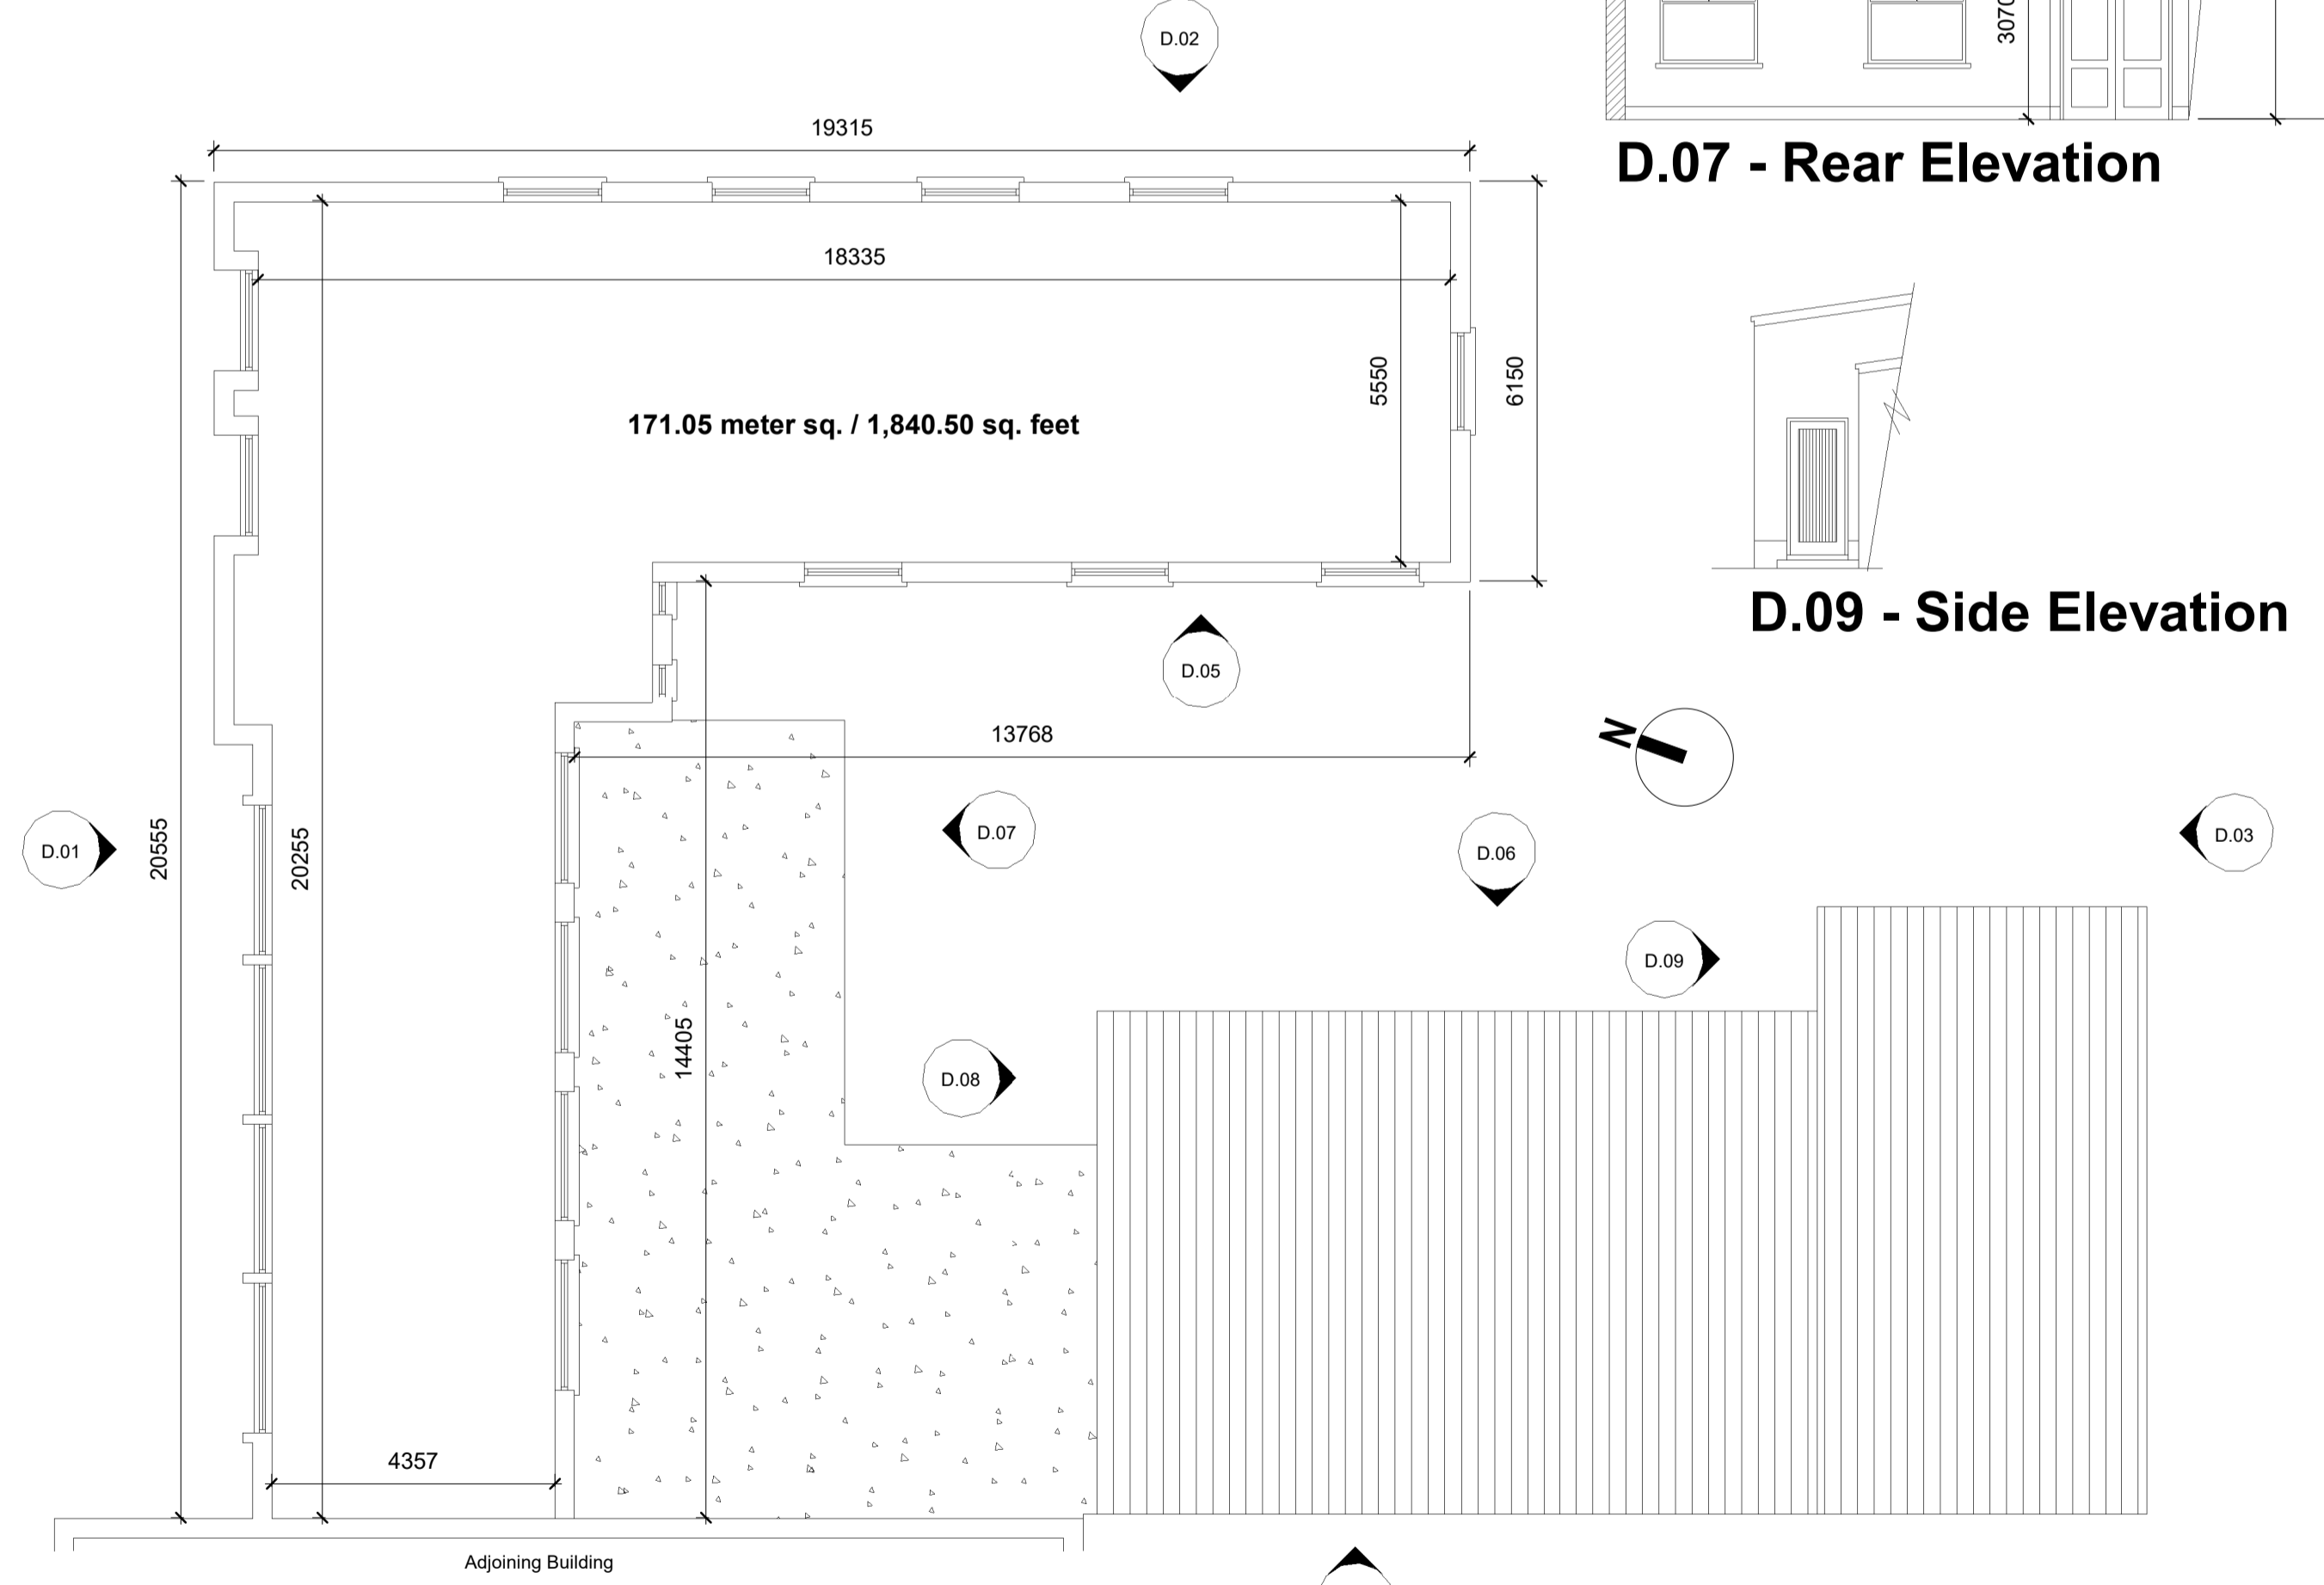 D.02
3070
19315
D.07 - Rear Elevation
18335
5550
6150
171.05 meter sq. / 1,840.50 sq. feet
D.09 - Side Elevation
D.05
13768
N
D.01
20555
20255
D.07
D.06
D.03
D.09
14405
D.08
4357
Adjoining Building